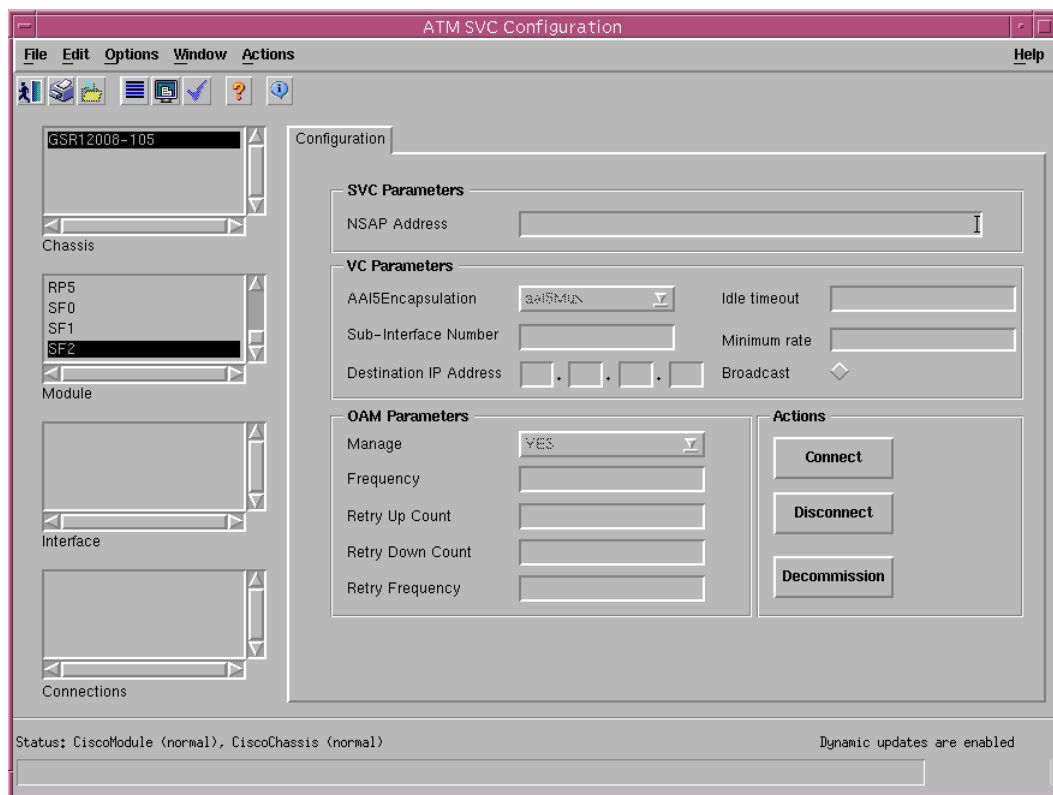 ATM SVC Configuration
File Edit Options Window Actions Help
GSR12008-105
Chassis
RP5
SF0
SF1
SF2
Module
Interface
Connections
Configuration
SVC Parameters
NSAP Address
VC Parameters
AAI5Encapsulation aal5Mux Idle timeout
Sub-Interface Number Minimum rate
Destination IP Address . . . Broadcast
OAM Parameters
Manage YES
Frequency
Retry Up Count
Retry Down Count
Retry Frequency
Actions
Connect
Disconnect
Decommission
Status: CiscoModule (normal), CiscoChassis (normal) Dynamic updates are enabled